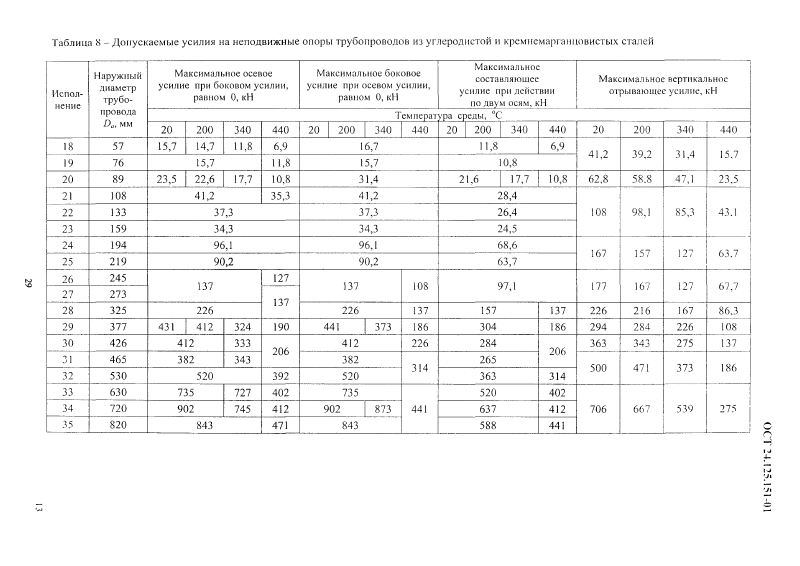 Таблица 8 – Допускаемые усилия на неподвижные опоры трубопроводов из углеродистой и кремнемарганцовистых сталей
Испол-
нение
Наружный
диаметр
трубо-
провода
Dн, мм
Максимальное осевое
усилие при боковом усилии,
равном 0, кН
Максимальное боковое
усилие при осевом усилии,
равном 0, кН
Максимальное
составляющее
усилие при действии
по двум осям, кН
Максимальное вертикальное
отрывающее усилие, кН
Температура среды, °С
20 200 340 440 20 200 340 440 20 200 340 440 20 200 340 440
18 57 15,7 14,7 11,8 6,9 16,7 11,8 6,9 41,2 39,2 31,4 15.7
19 76 15,7 11,8 15,7 10,8
20 89 23,5 22,6 17,7 10,8 31,4 21,6 17,7 10,8 62,8 58.8 47,1 23,5
21 108 41,2 35,3 41,2 28,4
22 133 37,3 37,3 26,4 108 98,1 85,3 43.1
23 159 34,3 34,3 24,5
24 194 96,1 96,1 68,6 167 157 127 63.7
25 219 90,2 90,2 63,7
26 245 137 127 137 108 97,1 177 167 127 67,7
27 273 137
28 325 226 226 137 157 137 226 216 167 86,3
29 377 431 412 324 190 441 373 186 304 186 294 284 226 108
30 426 412 333 206 412 226 284 206 363 343 275 137
31 465 382 343 382 314 265 500 471 373 186
32 530 520 392 520 363 314
33 630 735 727 402 735 441 520 402
34 720 902 745 412 902 873 637 412 706 667 539 275
35 820 843 471 843 588 441
29
13
ОСТ 24.125.151-01